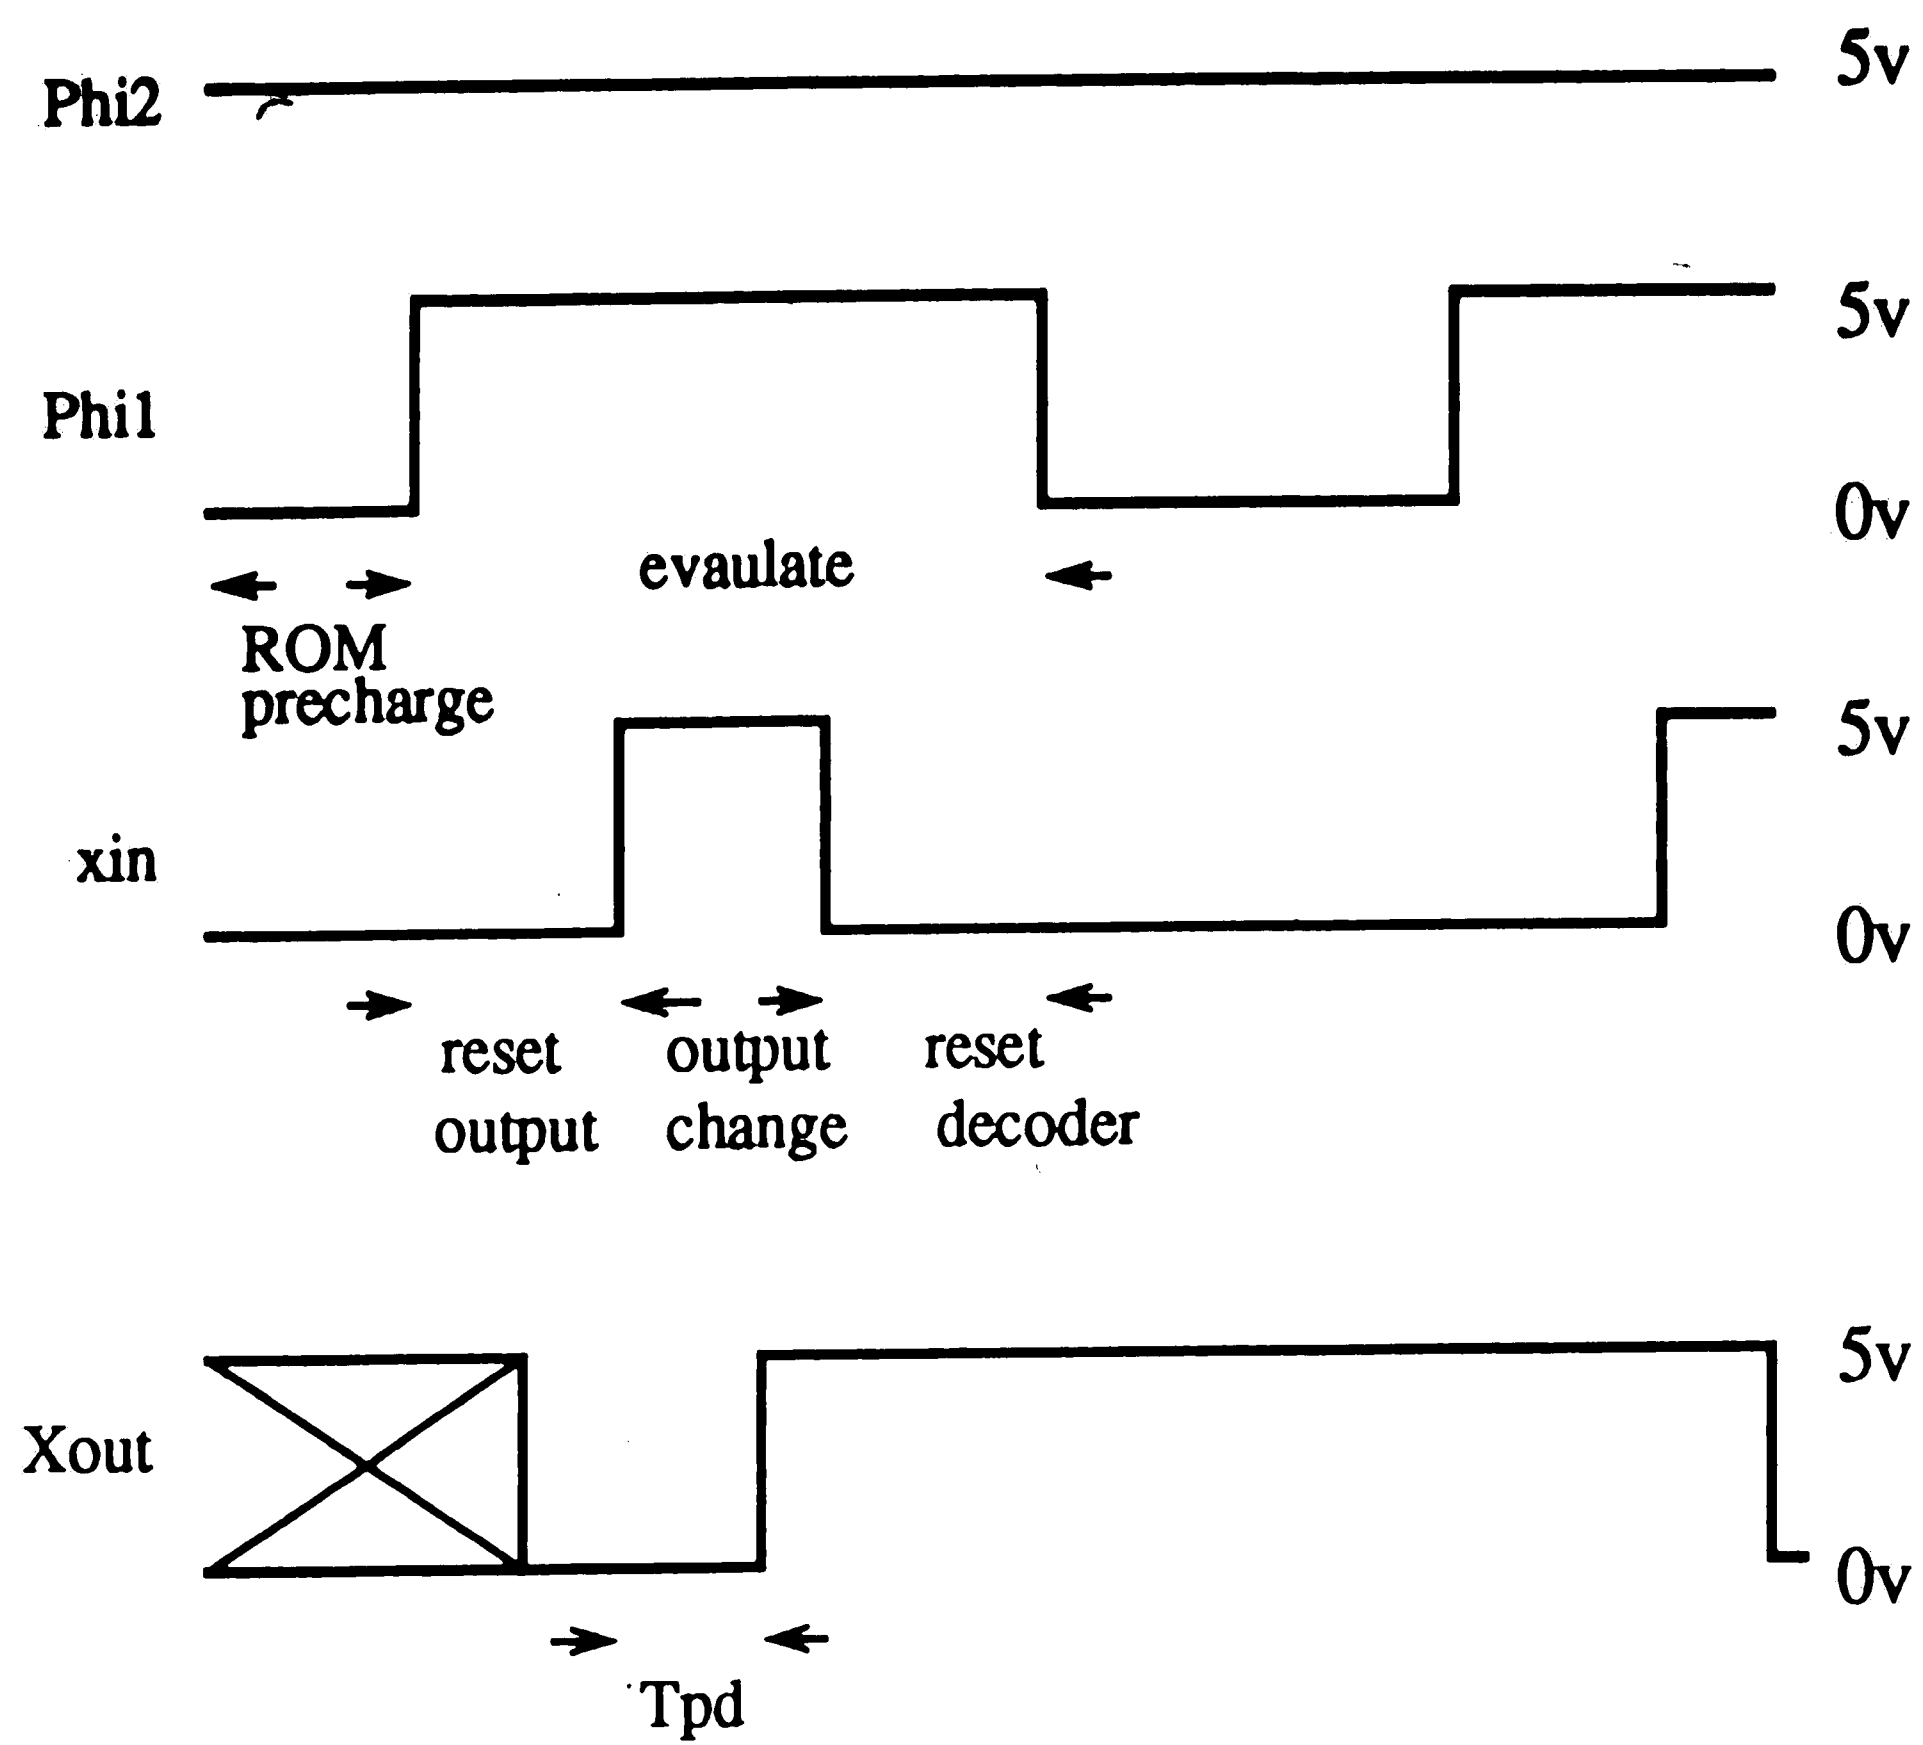 5v
Phi2
5v
Phi1
0v
evaulate
ROM
precharge
5v
xin
0v
reset output reset
output change decoder
5v
Xout
0v
Tpd